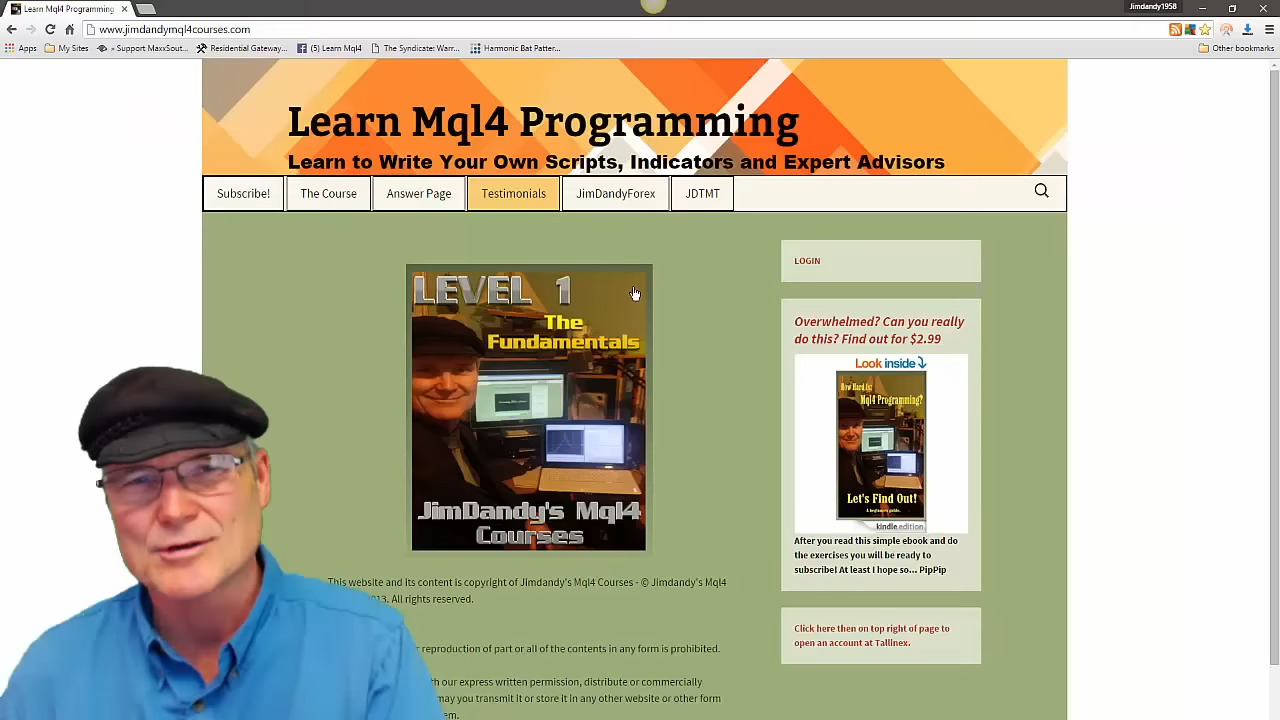 Learn Mql4 Programming
Jimdandy1958
www.jimdandymql4courses.com
Apps
My Sites
» Support MaxxSout...
Residential Gateway...
(5) Learn Mql4
The Syndicate: Warr...
Harmonic Bat Patter...
Other bookmarks
Learn Mql4 Programming
Learn to Write Your Own Scripts, Indicators and Expert Advisors
Subscribe!
The Course
Answer Page
Testimonials
JimDandyForex
JDTMT
LEVEL 1
The
Fundamentals
JimDandy's Mql4
Courses
This website and its content is copyright of Jimdandy's Mql4 Courses - © Jimdandy's Mql4
. All rights reserved.
reproduction of part or all of the contents in any form is prohibited.
our express written permission, distribute or commercially
may you transmit it or store it in any other website or other form
LOGIN
Overwhelmed? Can you really
do this? Find out for $2.99
Look inside
How Hard is
Mql4 Programming?
Let's Find Out!
A beginners guide.
kindle edition
After you read this simple ebook and do
the exercises you will be ready to
subscribe! At least I hope so... PipPip
Click here then on top right of page to
open an account at Tallinex.